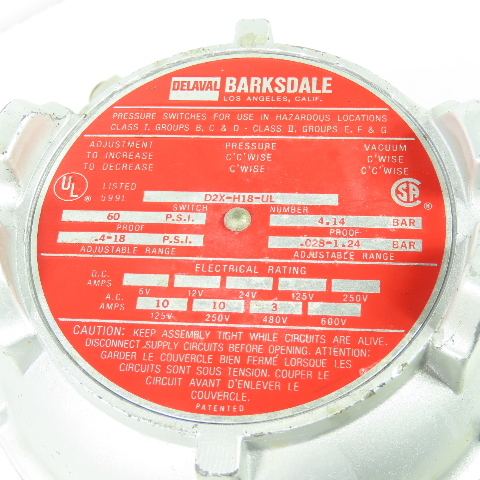 DELAVAL BARKSDALE
LOS ANGELES, CALIF.
PRESSURE SWITCHES FOR USE IN HAZARDOUS LOCATIONS
CLASS I, GROUPS B, C & D - CLASS II, GROUPS E, F & G
ADJUSTMENT PRESSURE VACUUM
TO INCREASE C'C'WISE C'WISE
TO DECREASE C'WISE C'C'WISE
UL ® LISTED 599L D2X-H18-UL SA ®
SWITCH NUMBER
60 P.S.I. 4.14 BAR
PROOF PROOF
.4-18 P.S.I. .028-1.24 BAR
ADJUSTABLE RANGE ADJUSTABLE RANGE
ELECTRICAL RATING
D.C. AMPS
6V 12V 24V 125V 250V
A.C. AMPS 10 10 3
125V 250V 480V 600V
CAUTION: KEEP ASSEMBLY TIGHT WHILE CIRCUITS ARE ALIVE.
DISCONNECT SUPPLY CIRCUITS BEFORE OPENING. ATTENTION:
GARDER LE COUVERCLE BIEN FERMÉ LORSQUE LES
CIRCUITS SONT SOUS TENSION. COUPER LE
CIRCUIT AVANT D'ENLEVER LE
COUVERCLE.
PATENTED